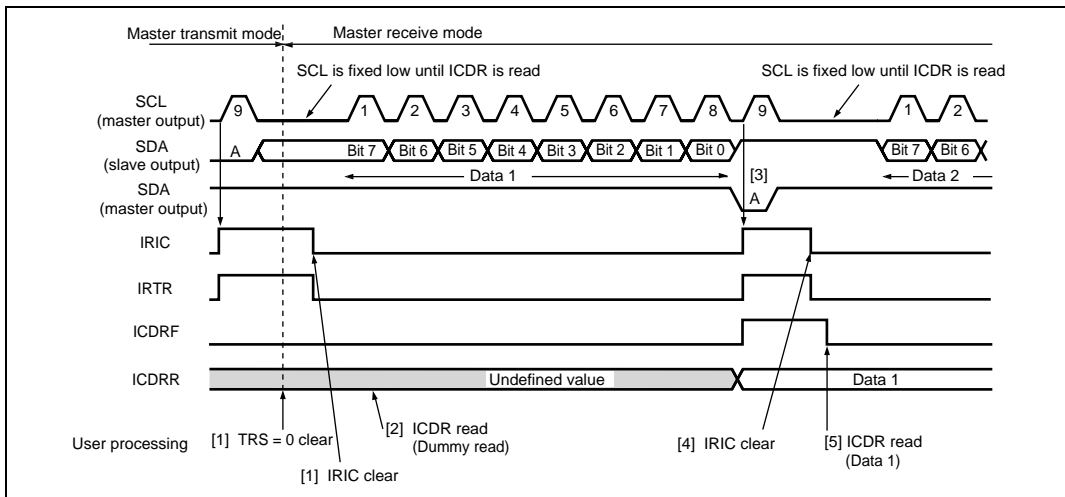 Master transmit mode Master receive mode
SCL is fixed low until ICDR is read SCL is fixed low until ICDR is read
SCL
(master output)
9 1 2 3 4 5 6 7 8 9 1 2
SDA
(slave output)
A Bit 7 Bit 6 Bit 5 Bit 4 Bit 3 Bit 2 Bit 1 Bit 0 Bit 7 Bit 6
Data 1 [3] Data 2
SDA
(master output)
A
IRIC
IRTR
ICDRF
ICDRR Undefined value Data 1
User processing
[1] TRS = 0 clear
[2] ICDR read
(Dummy read)
[4] IRIC clear
[5] ICDR read
(Data 1)
[1] IRIC clear